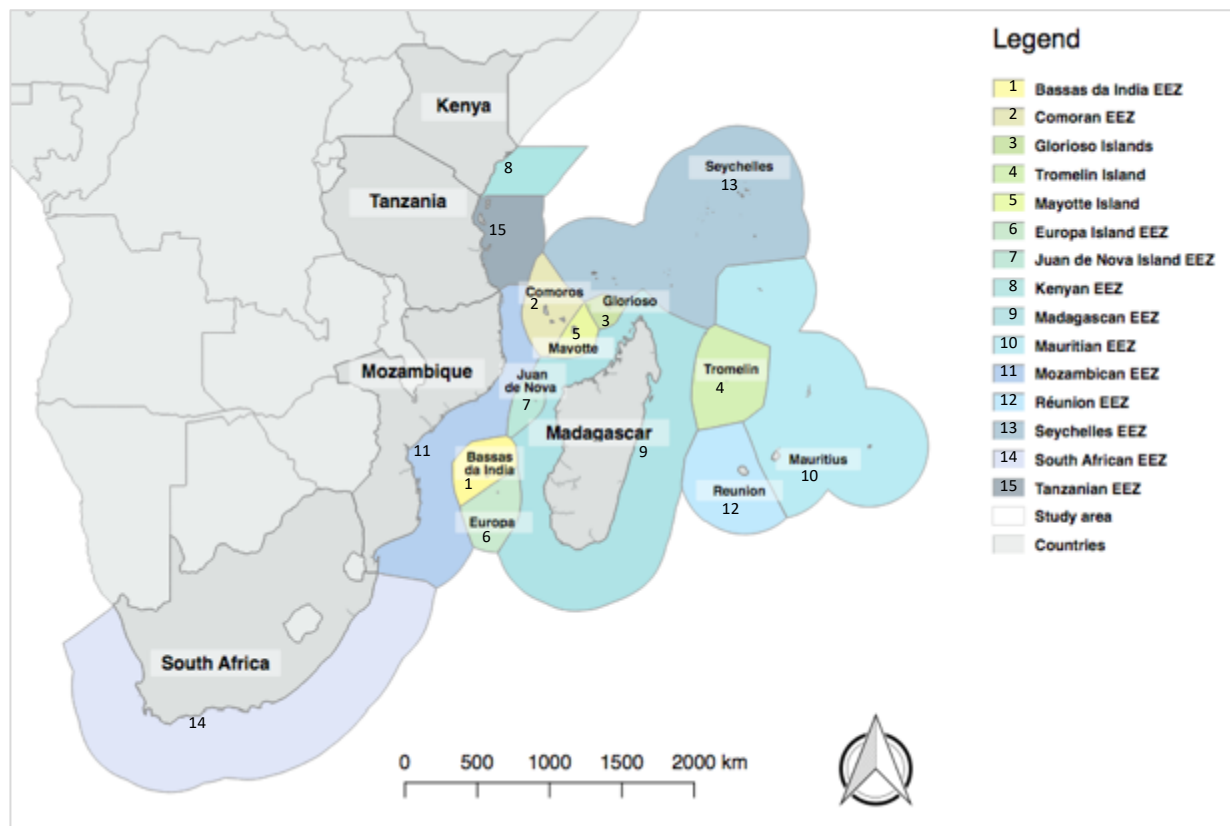 Legend
1 Bassas da India EEZ
2 Comoran EEZ
3 Glorioso Islands
4 Tromelin Island
5 Mayotte Island
6 Europa Island EEZ
7 Juan de Nova Island EEZ
8 Kenyan EEZ
9 Madagascan EEZ
10 Mauritian EEZ
11 Mozambican EEZ
12 Réunion EEZ
13 Seychelles EEZ
14 South African EEZ
15 Tanzanian EEZ
Study area
Countries
Kenya
8
Seychelles
13
Tanzania
15
Comoros
2
Glorioso
3
5
Mayotte
Mozambique
Juan
de Nova
7
Tromelin
4
Madagascar
9
11
Bassas
da India
1
Mauritius
10
Reunion
12
Europa
6
South Africa
14
0 500 1000 1500 2000 km